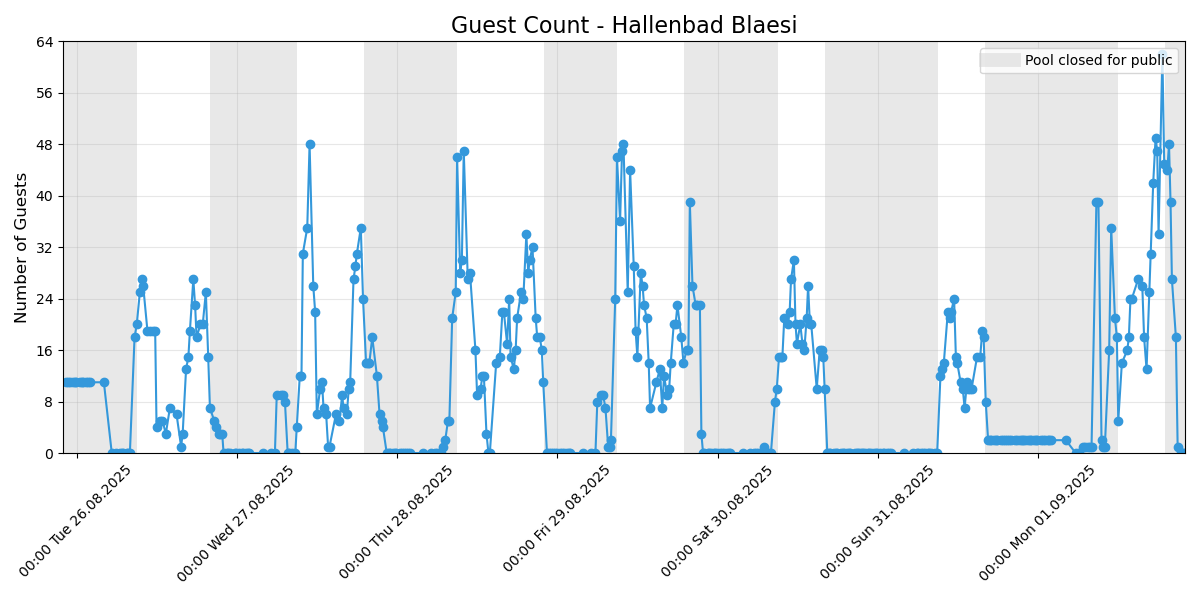 Guest Count - Hallenbad Blaesi
Pool closed for public
Number of Guests
64
56
48
40
32
24
16
8
0
00:00 Tue 26.08.2025
00:00 Wed 27.08.2025
00:00 Thu 28.08.2025
00:00 Fri 29.08.2025
00:00 Sat 30.08.2025
00:00 Sun 31.08.2025
00:00 Mon 01.09.2025